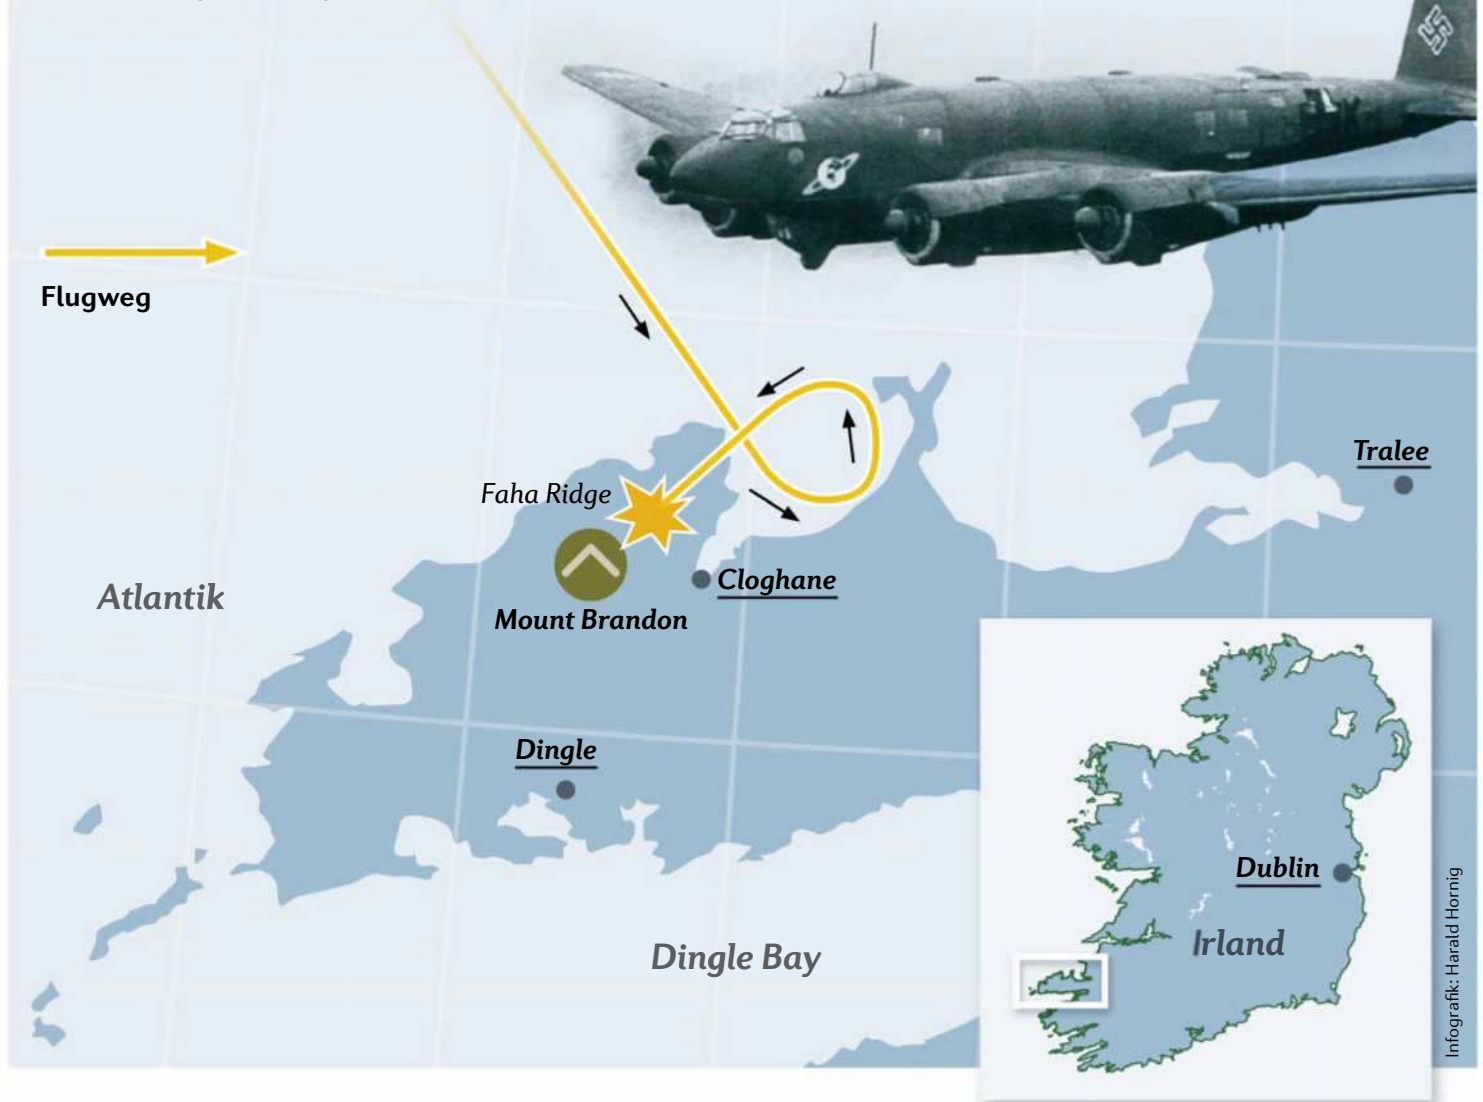 Flugweg
Tralee
Faha Ridge
Cloghane
Atlantik
Mount Brandon
Dingle
Dublin
Irland
Dingle Bay
Infografik: Harald Hornig